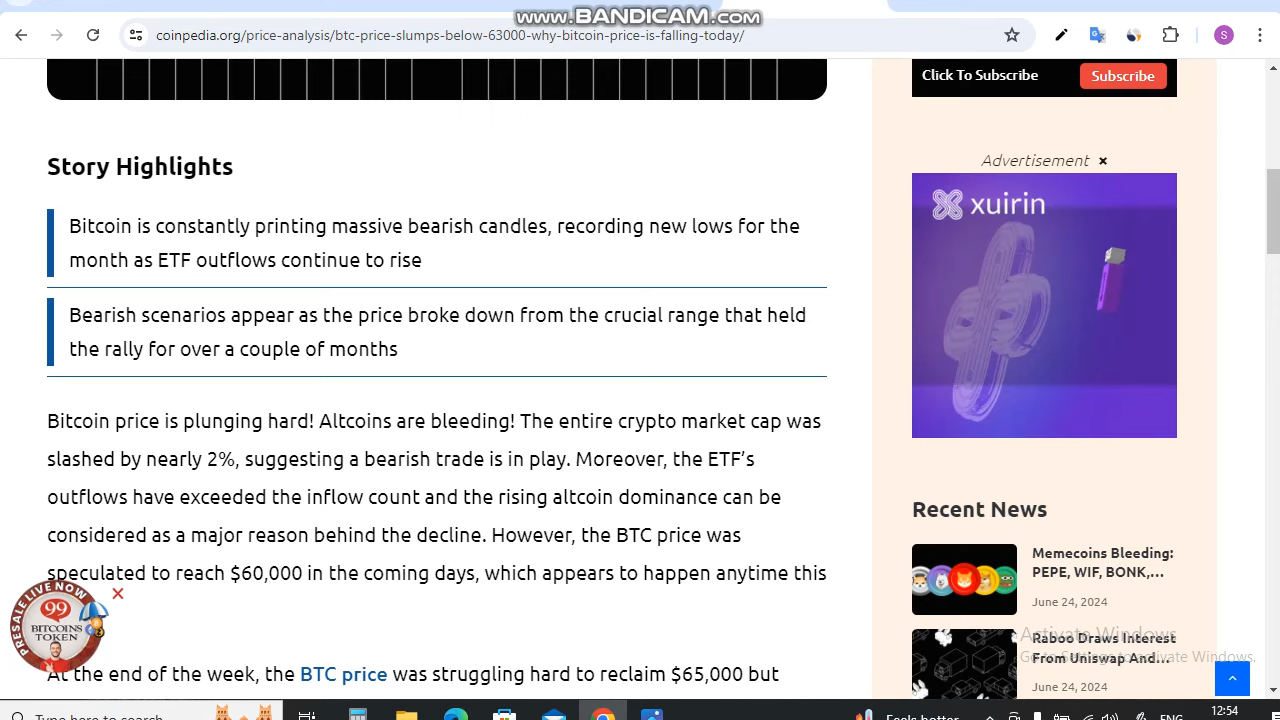 www.BANDICAM.com
coinpedia.org/price-analysis/btc-price-slumps-below-63000-why-bitcoin-price-is-falling-today/
S
Click To Subscribe
Subscribe
Story Highlights
Bitcoin is constantly printing massive bearish candles, recording new lows for the
month as ETF outflows continue to rise
Bearish scenarios appear as the price broke down from the crucial range that held
the rally for over a couple of months
Bitcoin price is plunging hard! Altcoins are bleeding! The entire crypto market cap was
slashed by nearly 2%, suggesting a bearish trade is in play. Moreover, the ETF's
outflows have exceeded the inflow count and the rising altcoin dominance can be
considered as a major reason behind the decline. However, the BTC price was
speculated to reach $60,000 in the coming days, which appears to happen anytime this
At the end of the week, the BTC price was struggling hard to reclaim $65,000 but
PRESALE LIVE NOW
99
BITCOINS
TOKEN
Advertisement ×
xuirin
Recent News
Memecoins Bleeding:
PEPE, WIF, BONK,...
June 24, 2024
Raboo Draws Interest
From Uniswap And...
June 24, 2024
Activate Windows
Go to Settings to activate Windows.
Type here to search
Feels hotter
ENG
12:54